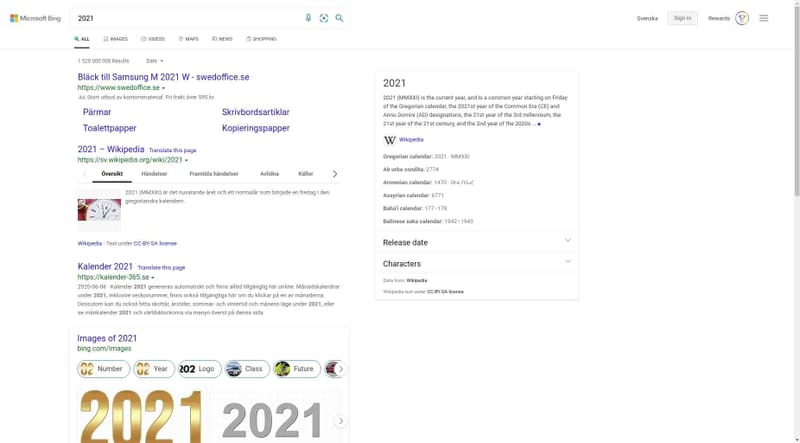 Microsoft Bing
2021
Svenska
Sign in
Rewards
ALL
IMAGES
VIDEOS
MAPS
NEWS
SHOPPING
1 520 000 000 Results
Date
Bläck till Samsung M 2021 W - swedoffice.se
https://www.swedoffice.se
Ad Stort utbud av kontorsmaterial. Fri frakt över 595 kr.
Pärmar
Skrivbordsartiklar
Toalettpapper
Kopieringspapper
2021 – Wikipedia Translate this page
https://sv.wikipedia.org/wiki/2021
Översikt
Händelser
Framtida händelser
Avlidna
Källor
2021 (MMXXI) är det nuvarande året och ett normalår som började en fredag i den
gregorianska kalendern.
Wikipedia · Text under CC-BY-SA license
Kalender 2021 Translate this page
https://kalender-365.se
2020-06-08 · Kalender 2021 genereras automatiskt och finns alltid tillgänglig här online. Månadskalendrar
under 2021, inklusive veckonummer, finns också tillgängliga här om du klickar på en av månaderna.
Dessutom kan du också hitta skottår, årstider, sommar- och vintertid och månens läge under 2021, eller
se månkalender 2021 och världsklockorna via menyn överst på denna sida.
Images of 2021
bing.com/images
Number
Year
202 Logo
Class
Future
2021
2021
2021
2021 (MMXXI) is the current year, and is a common year starting on Friday
of the Gregorian calendar, the 2021st year of the Common Era (CE) and
Anno Domini (AD) designations, the 21st year of the 3rd millennium, the
21st year of the 21st century, and the 2nd year of the 2020s …
Wikipedia
Gregorian calendar: 2021 · MMXXI
Ab urbe condita: 2774
Armenian calendar: 1470
Assyrian calendar: 6771
Bahá'í calendar: 177–178
Balinese saka calendar: 1942–1943
Release date
Characters
Data from: Wikipedia
Wikipedia text under CC-BY-SA license